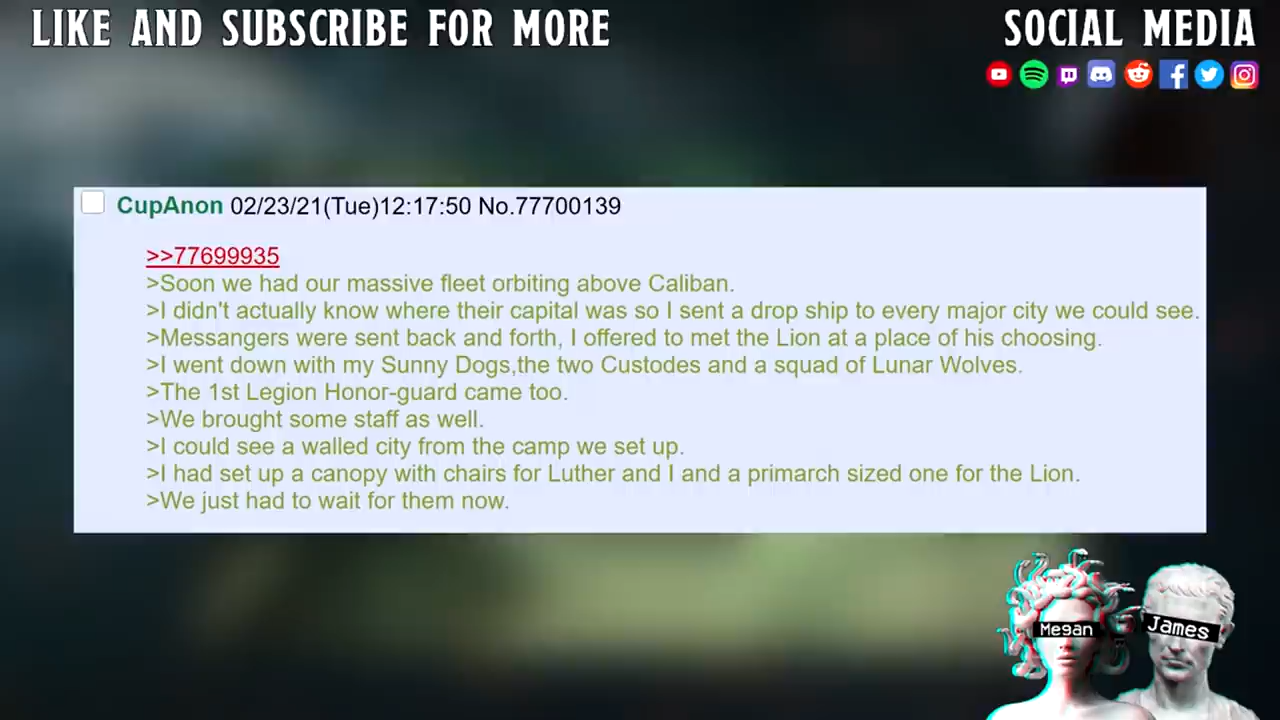 LIKE AND SUBSCRIBE FOR MORE
SOCIAL MEDIA
CupAnon 02/23/21(Tue)12:17:50 No.77700139
>>77699935
>Soon we had our massive fleet orbiting above Caliban.
>I didn't actually know where their capital was so I sent a drop ship to every major city we could see.
>Messangers were sent back and forth, I offered to met the Lion at a place of his choosing.
>I went down with my Sunny Dogs,the two Custodes and a squad of Lunar Wolves.
>The 1st Legion Honor-guard came too.
>We brought some staff as well.
>I could see a walled city from the camp we set up.
>I had set up a canopy with chairs for Luther and I and a primarch sized one for the Lion.
>We just had to wait for them now.
Megan
James